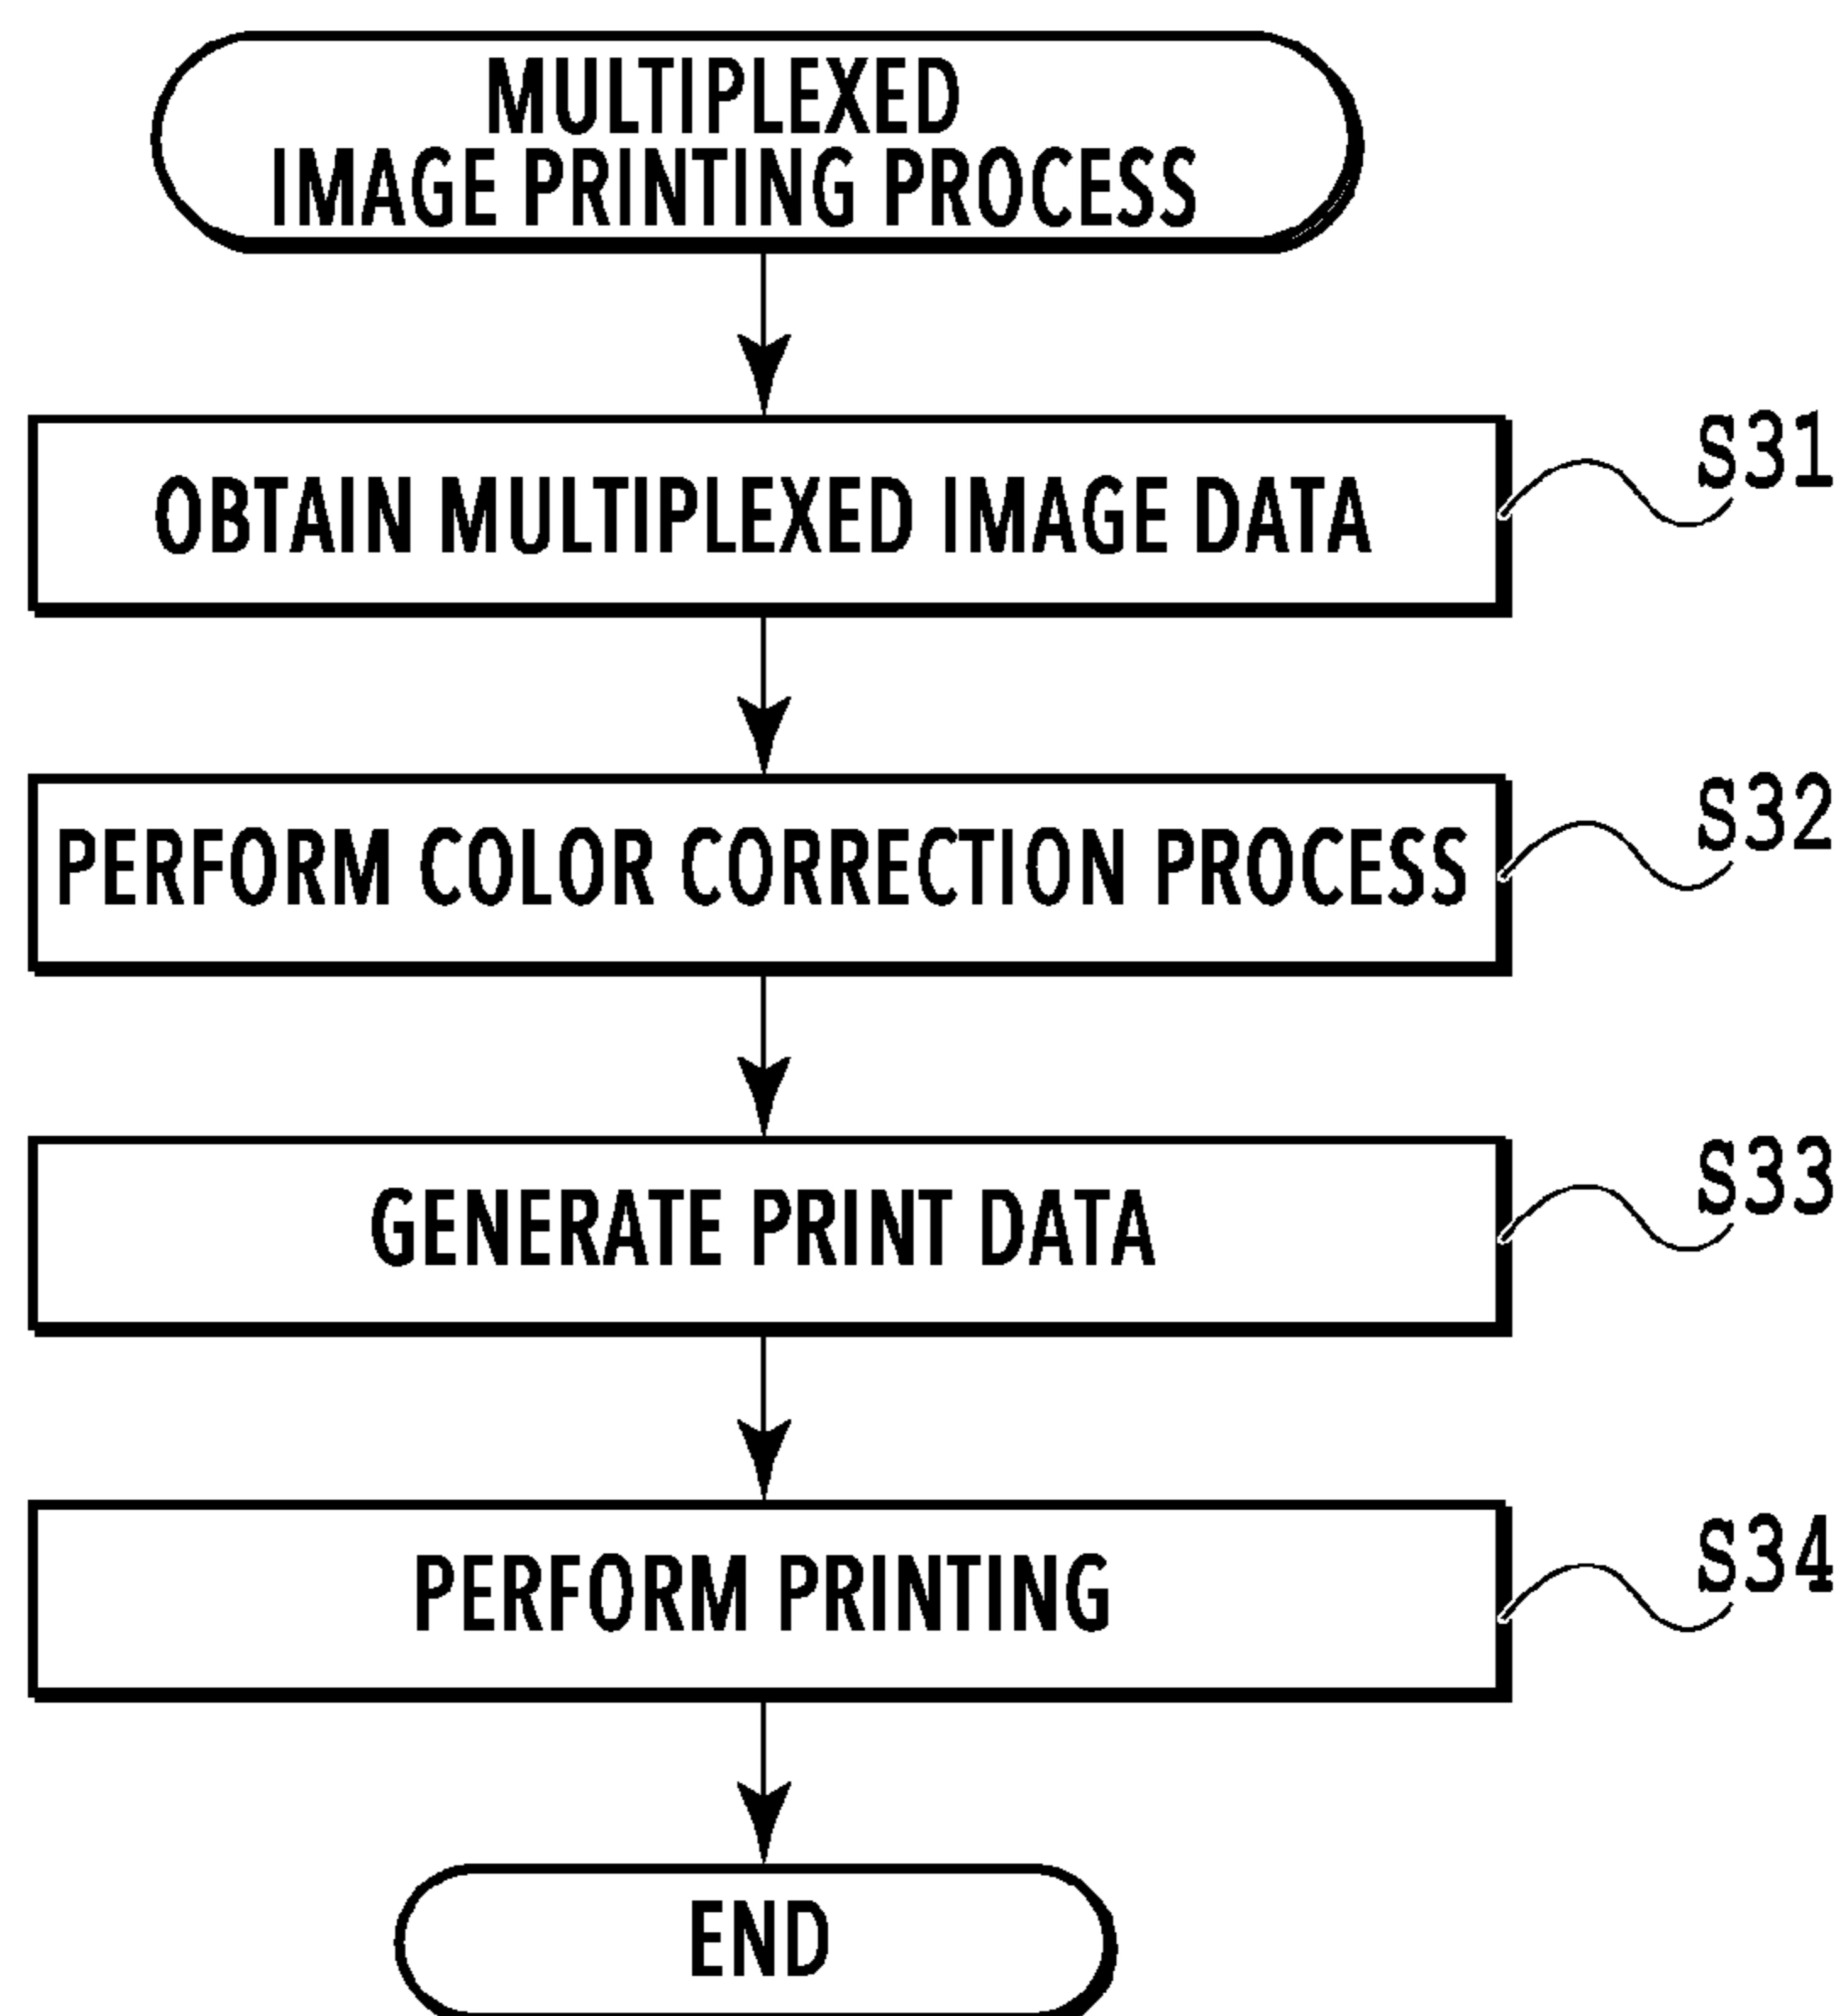 MULTIPLEXED
IMAGE PRINTING PROCESS
OBTAIN MULTIPLEXED IMAGE DATA
S31
PERFORM COLOR CORRECTION PROCESS
S32
GENERATE PRINT DATA
S33
PERFORM PRINTING
S34
END